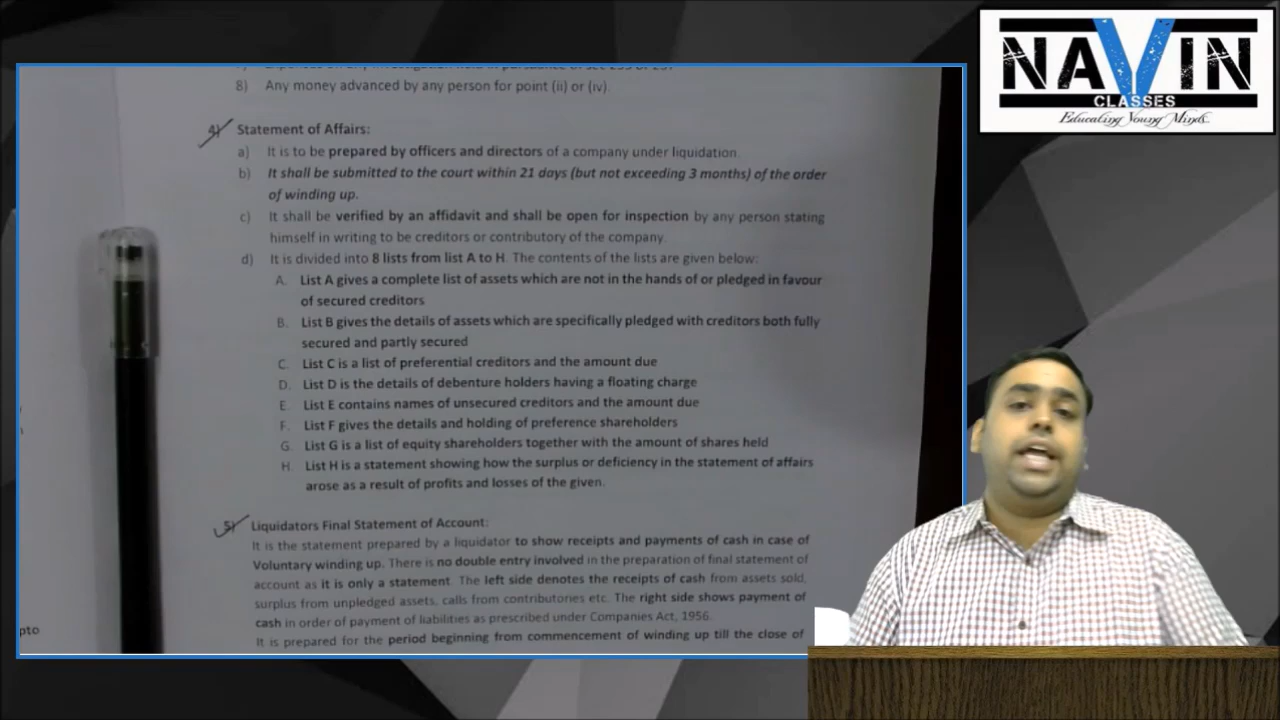 8) Any money advanced by any person for point (ii) or (iv).
4) Statement of Affairs:
a) It is to be prepared by officers and directors of a company under liquidation.
b) It shall be submitted to the court within 21 days (but not exceeding 3 months) of the order
of winding up.
c) It shall be verified by an affidavit and shall be open for inspection by any person stating
himself in writing to be creditors or contributory of the company.
d) It is divided into 8 lists from list A to H. The contents of the lists are given below:
A. List A gives a complete list of assets which are not in the hands of or pledged in favour
of secured creditors
B. List B gives the details of assets which are specifically pledged with creditors both fully
secured and partly secured
C. List C is a list of preferential creditors and the amount due
D. List D is the details of debenture holders having a floating charge
E. List E contains names of unsecured creditors and the amount due
F. List F gives the details and holding of preference shareholders
G. List G is a list of equity shareholders together with the amount of shares held
H. List H is a statement showing how the surplus or deficiency in the statement of affairs
arose as a result of profits and losses of the given.
5) Liquidators Final Statement of Account:
It is the statement prepared by a liquidator to show receipts and payments of cash in case of
Voluntary winding up. There is no double entry involved in the preparation of final statement of
account as it is only a statement. The left side denotes the receipts of cash from assets sold,
surplus from unpledged assets, calls from contributories etc. The right side shows payment of
cash in order of payment of liabilities as prescribed under Companies Act, 1956.
It is prepared for the period beginning from commencement of winding up till the close of
pto
NAVIN
CLASSES
Educating Young Minds..